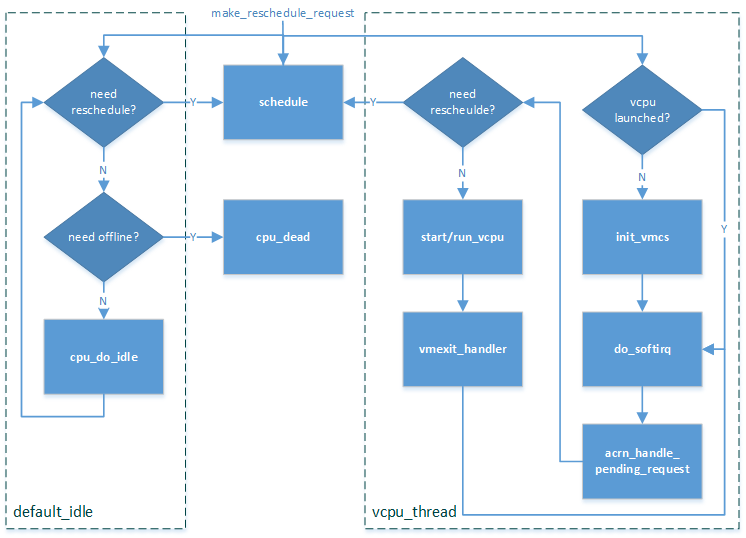 make_reschedule_request
need
reschedule?
Y
schedule
Y
need
rescheulde?
vcpu
launched?
N
N
N
need offline?
Y
cpu_dead
start/run_vcpu
init_vmcs
Y
N
cpu_do_idle
vmexit_handler
do_softirq
acrn_handle_
pending_request
default_idle
vcpu_thread